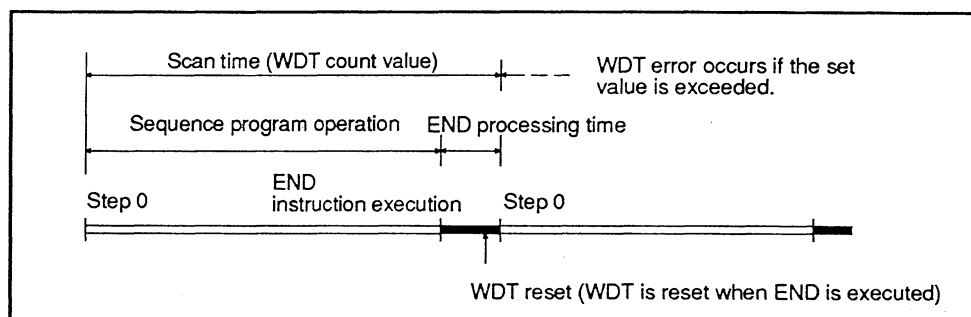 Scan time (WDT count value)
WDT error occurs if the set
value is exceeded.
Sequence program operation
END processing time
END
instruction execution
Step 0
Step 0
WDT reset (WDT is reset when END is executed)